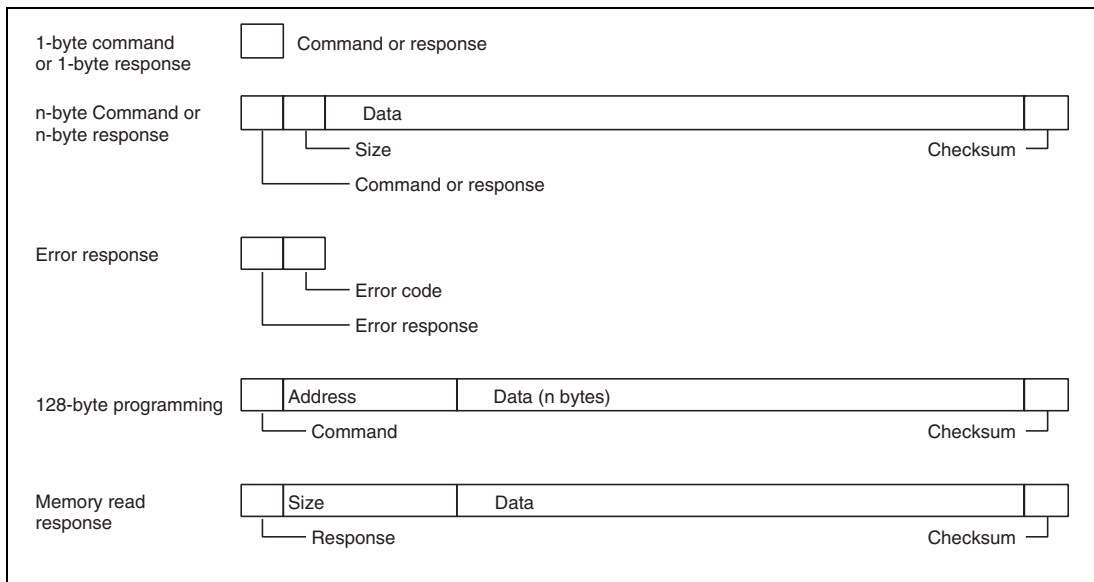 1-byte command
or 1-byte response
Command or response
n-byte Command or
n-byte response
Data
Size
Checksum
Command or response
Error response
Error code
Error response
128-byte programming
Address
Data (n bytes)
Command
Checksum
Memory read
response
Size
Data
Response
Checksum